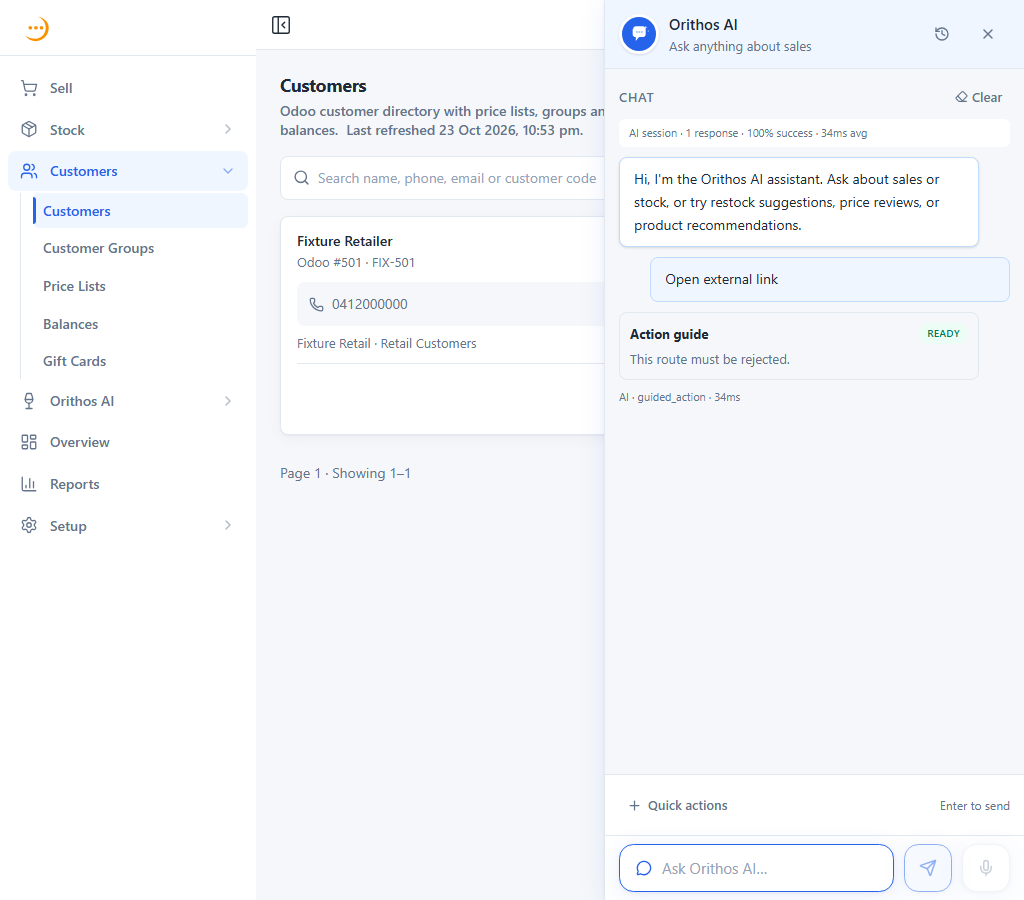 Sell
Stock
Customers
Customers
Customer Groups
Price Lists
Balances
Gift Cards
Orithos AI
Overview
Reports
Setup
Customers
Odoo customer directory with price lists, groups
balances. Last refreshed 23 Oct 2026, 10:53 pm.
Search name, phone, email or customer code
Fixture Retailer
Odoo #501 · FIX-501
0412000000
Fixture Retail · Retail Customers
Page 1 · Showing 1–1
Orithos AI
Ask anything about sales
CHAT
Clear
AI session · 1 response · 100% success · 34ms avg
Hi, I'm the Orithos AI assistant. Ask about sales or
stock, or try restock suggestions, price reviews, or
product recommendations.
Open external link
Action guide
READY
This route must be rejected.
AI · guided_action · 34ms
Quick actions
Enter to send
Ask Orithos AI...